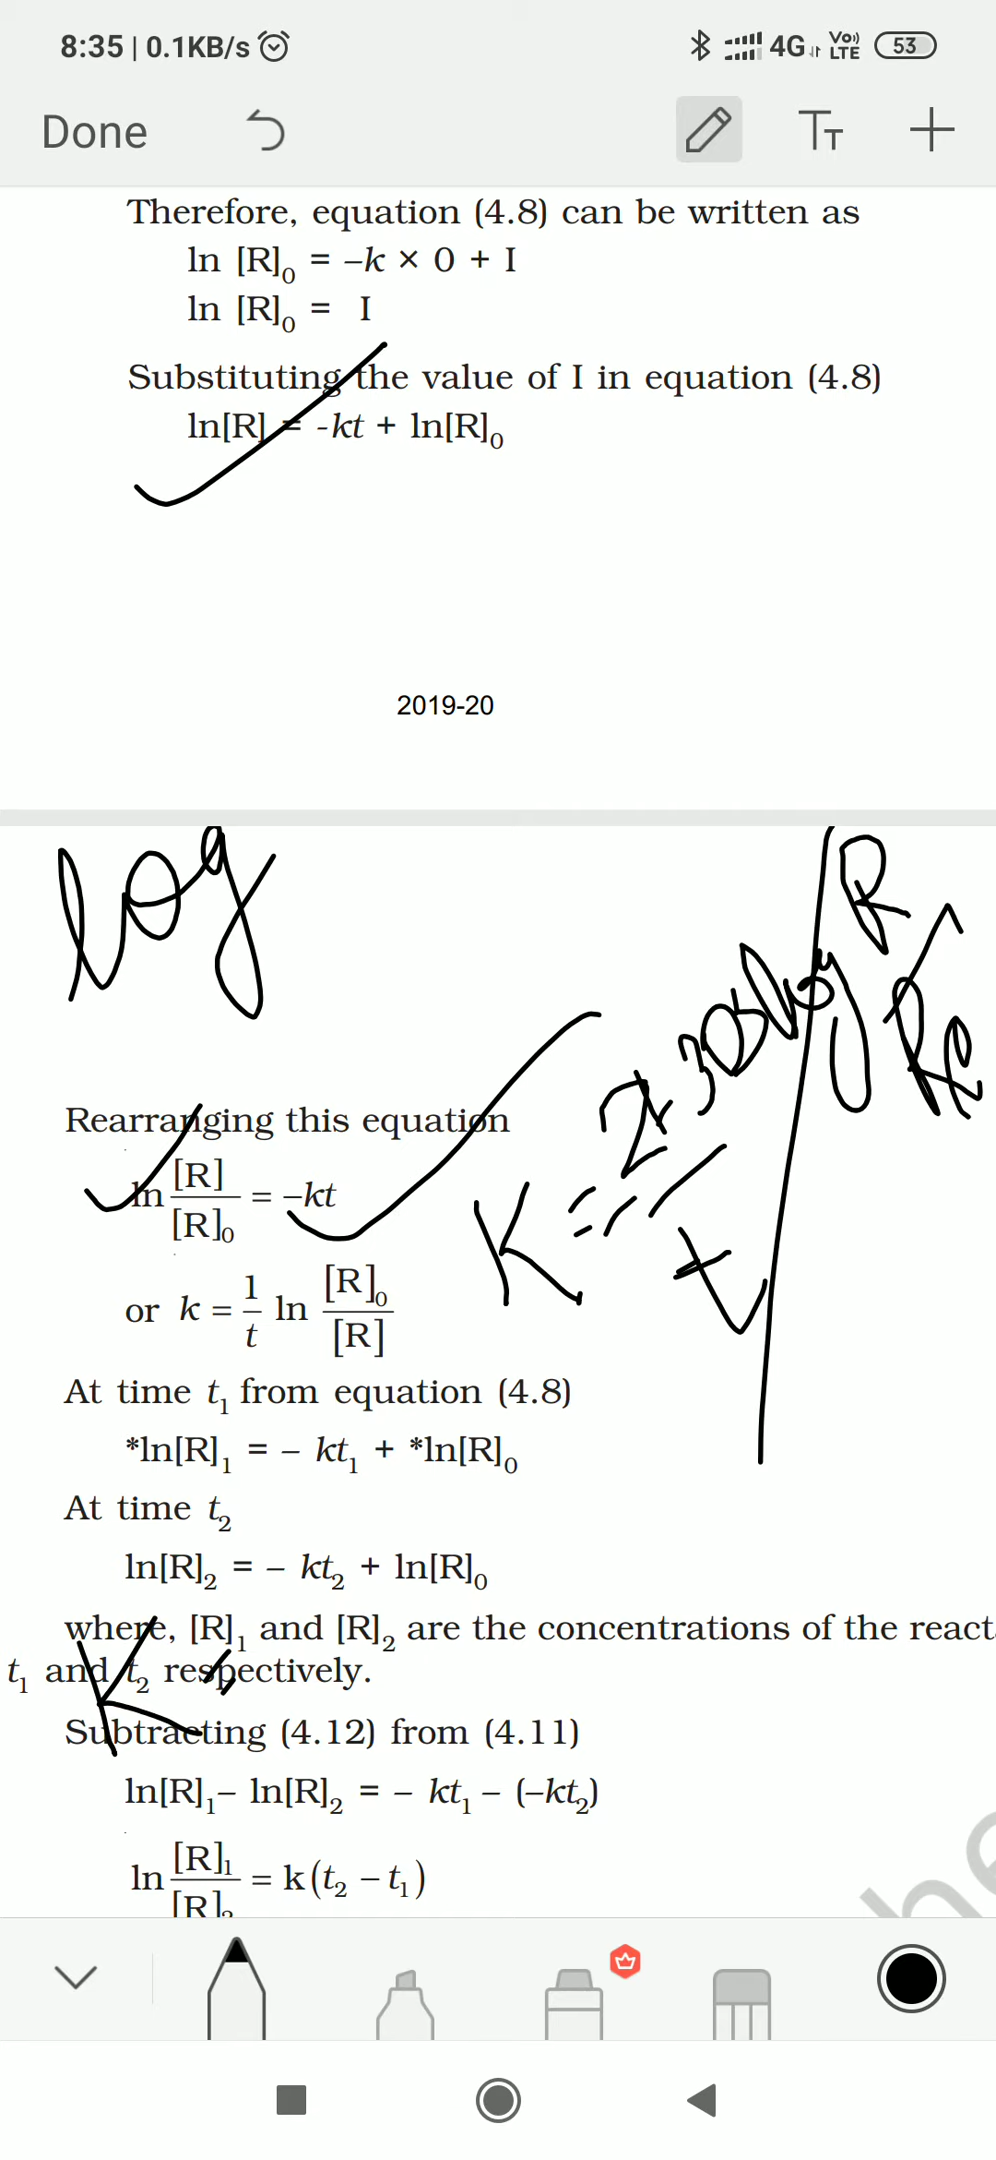 8:35 | 0.1KB/s 4G Vo)) LTE 53
Done TT
Therefore, equation (4.8) can be written as
ln [R]₀ = –k × 0 + I
ln [R]₀ = I
Substituting the value of I in equation (4.8)
ln[R] = -kt + ln[R]₀
2019-20
log
K = 2.303 log R
t
Rearranging this equation
ln [R]/[R]₀ = –kt
or k = 1/t ln [R]₀/[R]
At time t₁ from equation (4.8)
*ln[R]₁ = – kt₁ + *ln[R]₀
At time t₂
ln[R]₂ = – kt₂ + ln[R]₀
where, [R]₁ and [R]₂ are the concentrations of the react
t₁ and t₂ respectively.
K =
Subtracting (4.12) from (4.11)
ln[R]₁– ln[R]₂ = – kt₁ – (–kt₂)
ln [R]₁/[R]₂ = k(t₂ – t₁)
he